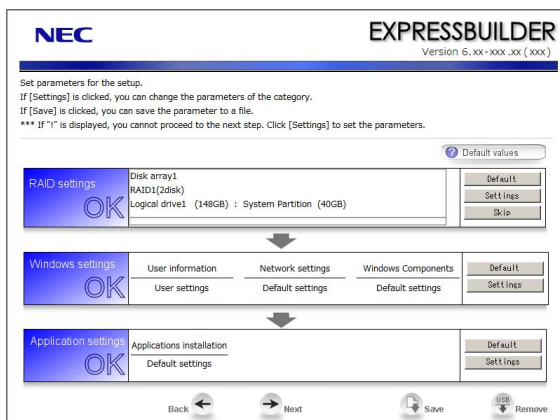 NEC
EXPRESSBUILDER
Version 6.xx-xxx.xx (xxx)
Set parameters for the setup.
If [Settings] is clicked, you can change the parameters of the category.
If [Save] is clicked, you can save the parameter to a file.
*** If "!" is displayed, you cannot proceed to the next step. Click [Settings] to set the parameters.
? Default values
RAID settings
OK
Disk array1
RAID1(2disk)
Logical drive1 (148GB) : System Partition (40GB)
Default
Settings
Skip
Windows settings
OK
User information Network settings Windows Components
User settings Default settings Default settings
Default
Settings
Application settings
OK
Applications installation
Default settings
Default
Settings
Back Next Save USB Remove